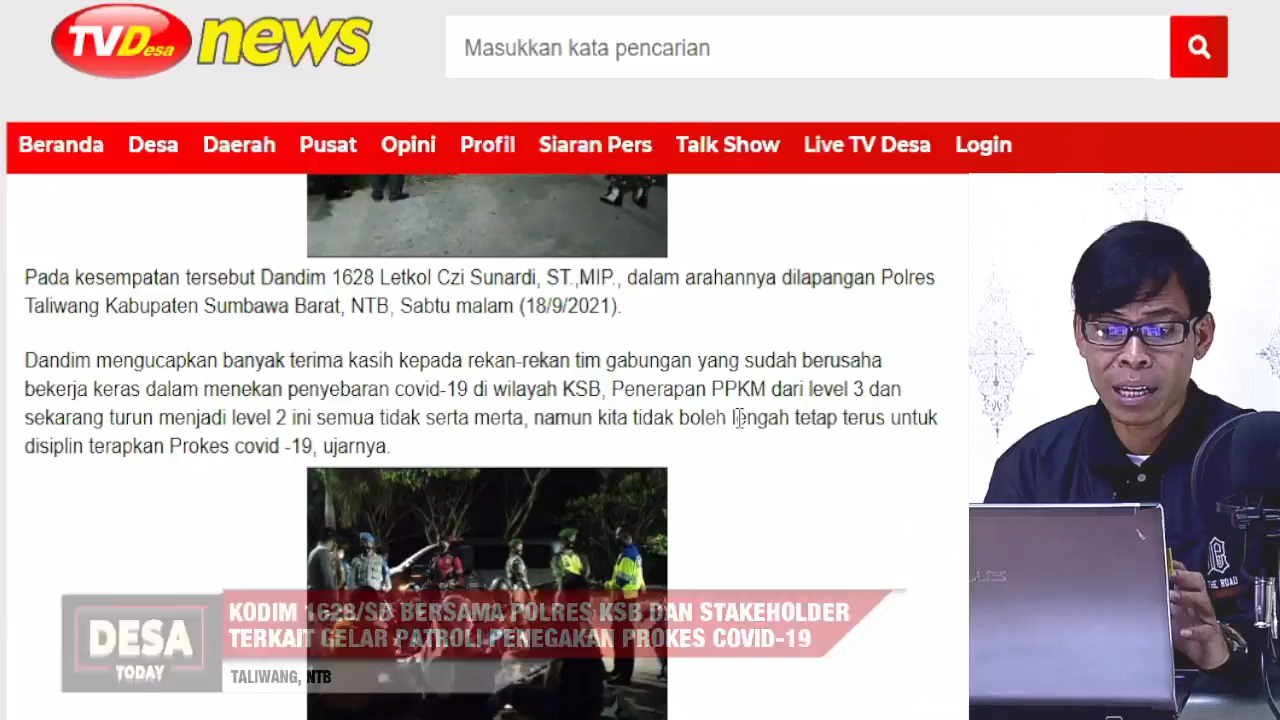 TVDesa news
Masukkan kata pencarian
Beranda Desa Daerah Pusat Opini Profil Siaran Pers Talk Show Live TV Desa Login
Pada kesempatan tersebut Dandim 1628 Letkol Czi Sunardi, ST.,MIP., dalam arahannya dilapangan Polres
Taliwang Kabupaten Sumbawa Barat, NTB, Sabtu malam (18/9/2021).
Dandim mengucapkan banyak terima kasih kepada rekan-rekan tim gabungan yang sudah berusaha
bekerja keras dalam menekan penyebaran covid-19 di wilayah KSB, Penerapan PPKM dari level 3 dan
sekarang turun menjadi level 2 ini semua tidak serta merta, namun kita tidak boleh lengah tetap terus untuk
disiplin terapkan Prokes covid -19, ujarnya.
DESA
TODAY
KODIM 1628/SB BERSAMA POLRES KSB DAN STAKEHOLDER
TERKAIT GELAR PATROLI PENEGAKAN PROKES COVID-19
TALIWANG, NTB
THE ROAD